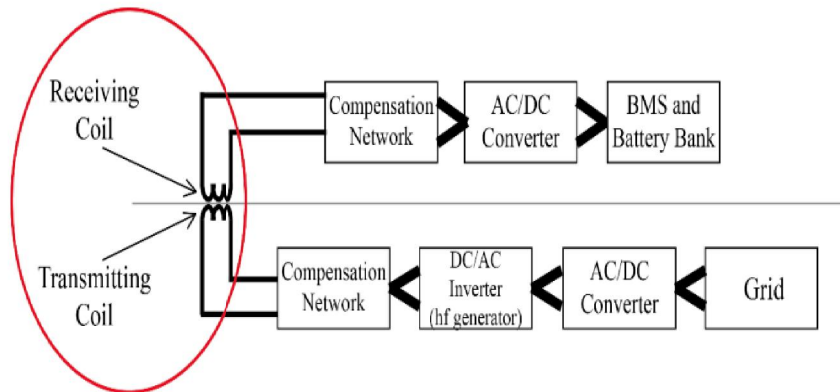 Receiving
Coil
Compensation
Network
AC/DC
Converter
BMS and
Battery Bank
Transmitting
Coil
Compensation
Network
DC/AC
Inverter
(hf generator)
AC/DC
Converter
Grid